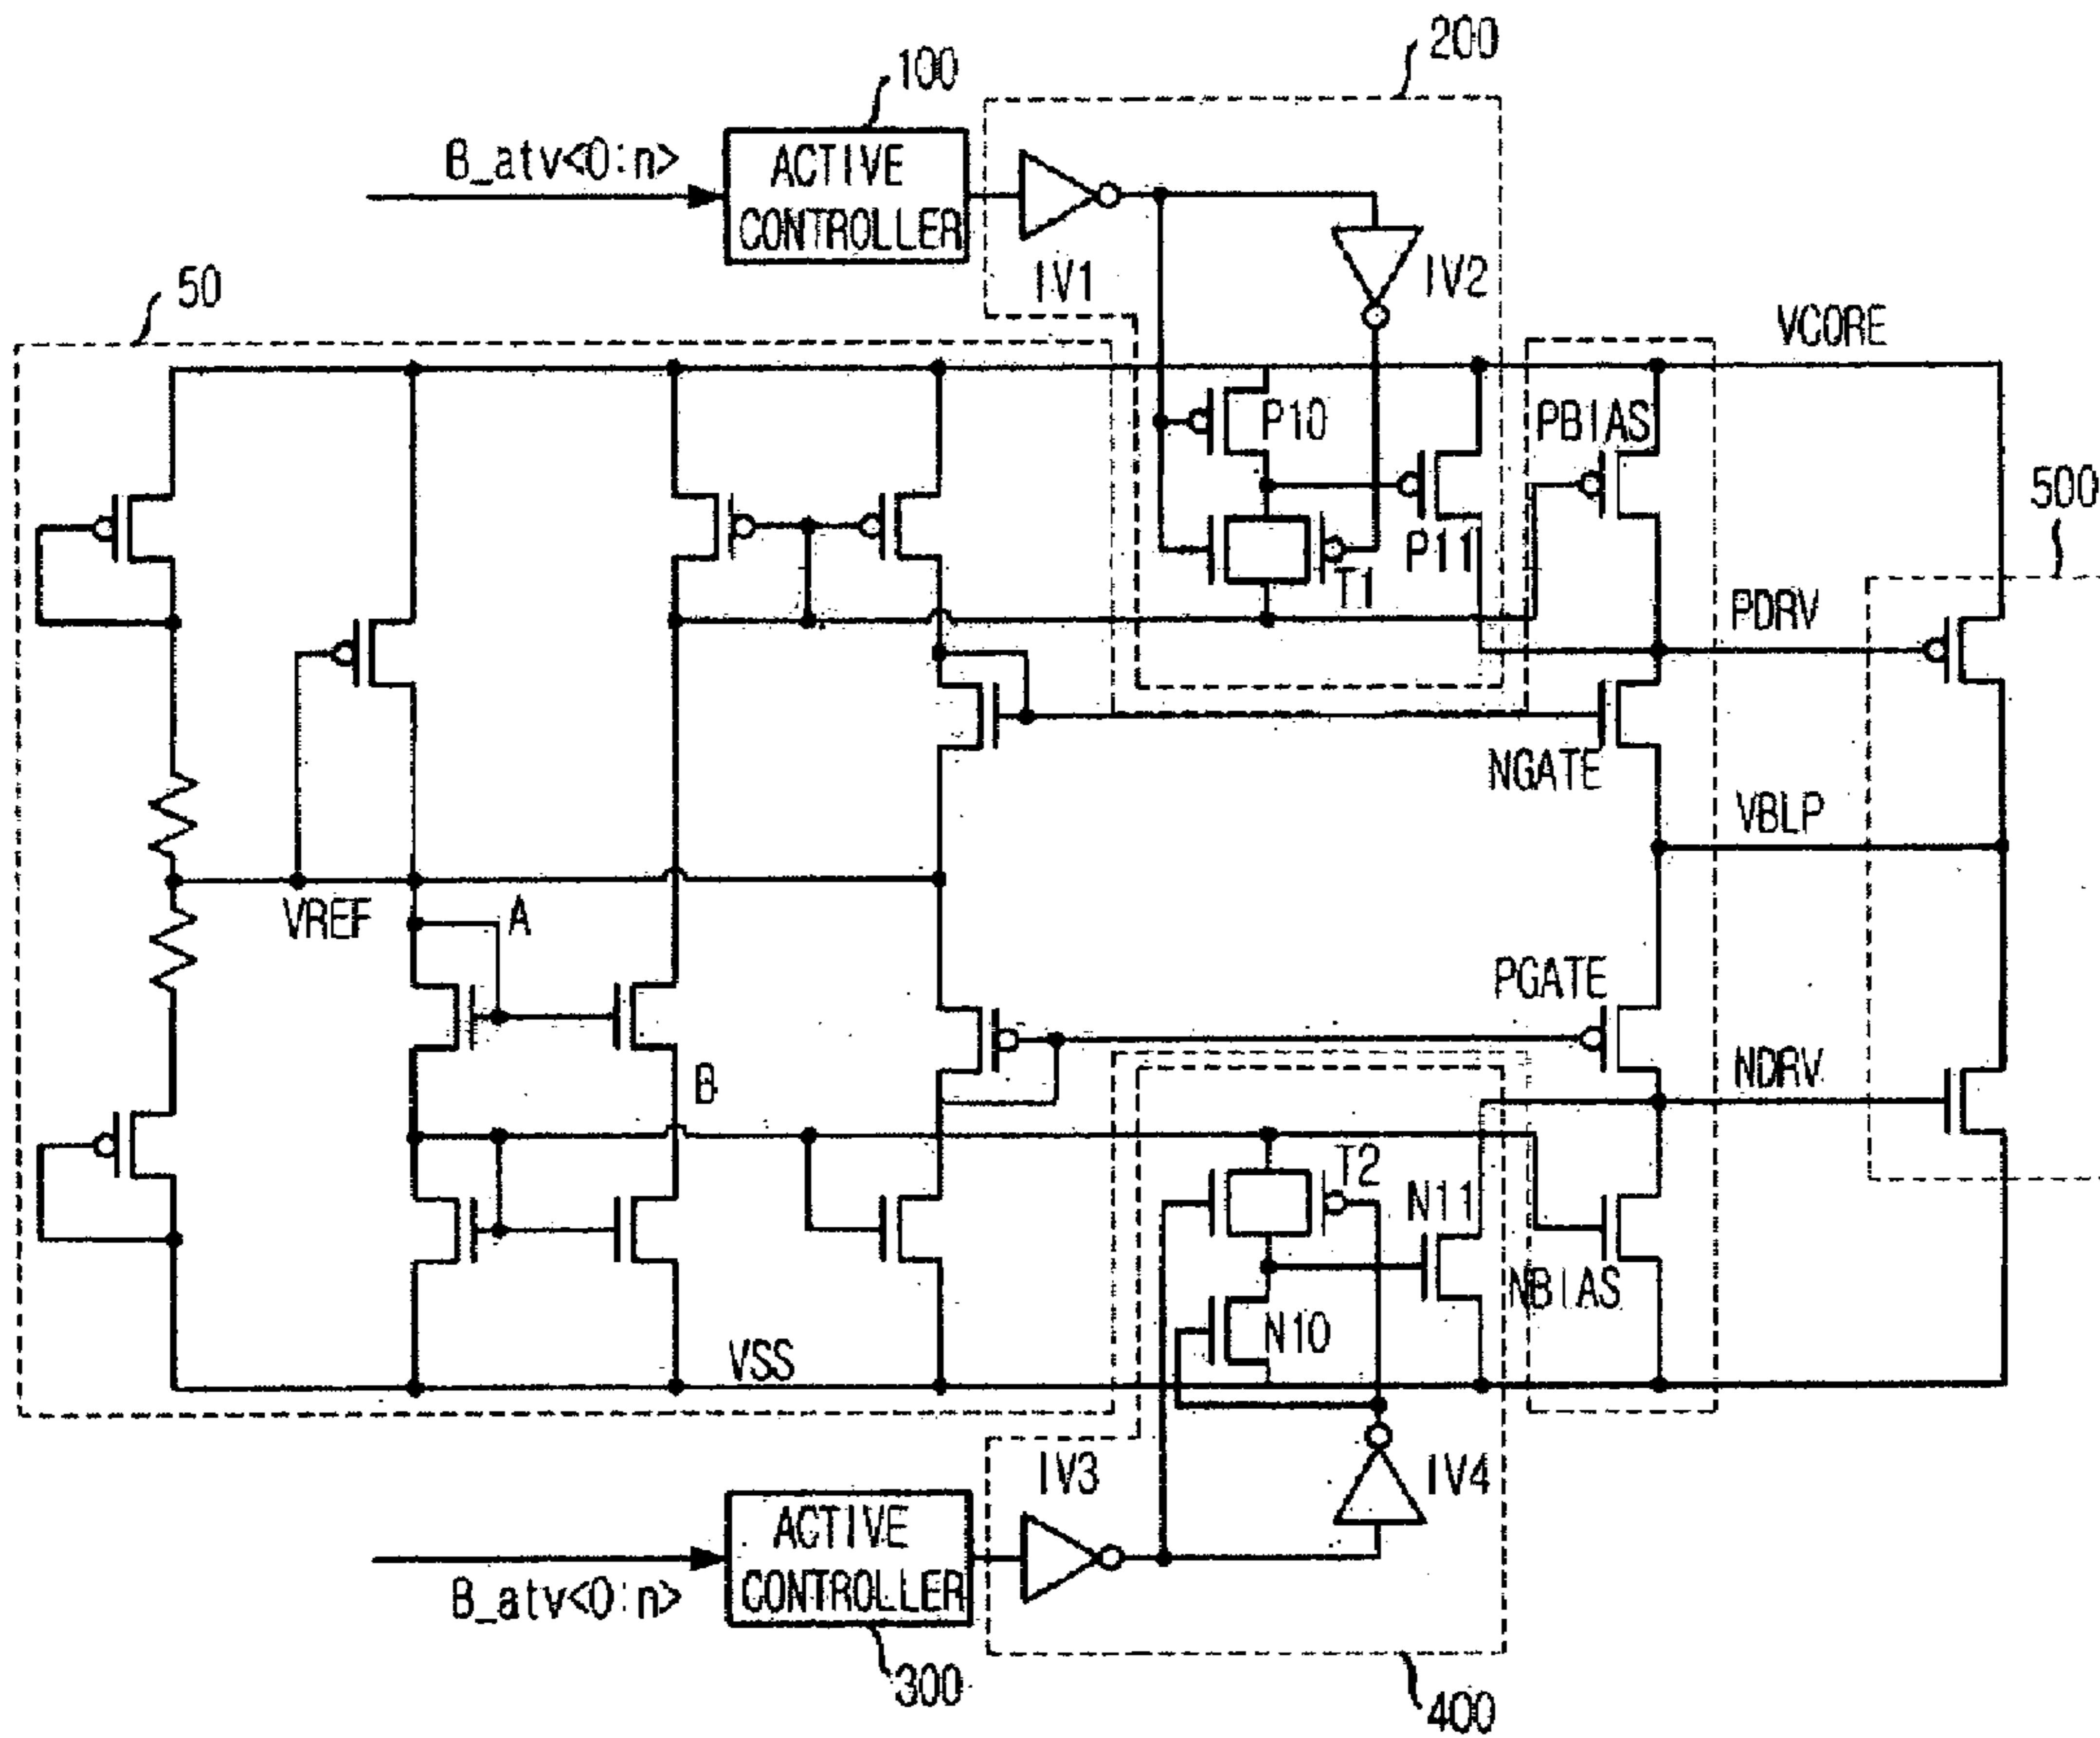 200
100
B_atv<0:n>
ACTIVE
CONTROLLER
IV1
IV2
50
VCORE
P10
PBIAS
500
P11
T1
PDRV
NGATE
VBLP
VREF
A
PGATE
B
NDRV
T2
N11
NBIAS
N10
VSS
IV3
IV4
ACTIVE
CONTROLLER
B_atv<0:n>
300
400